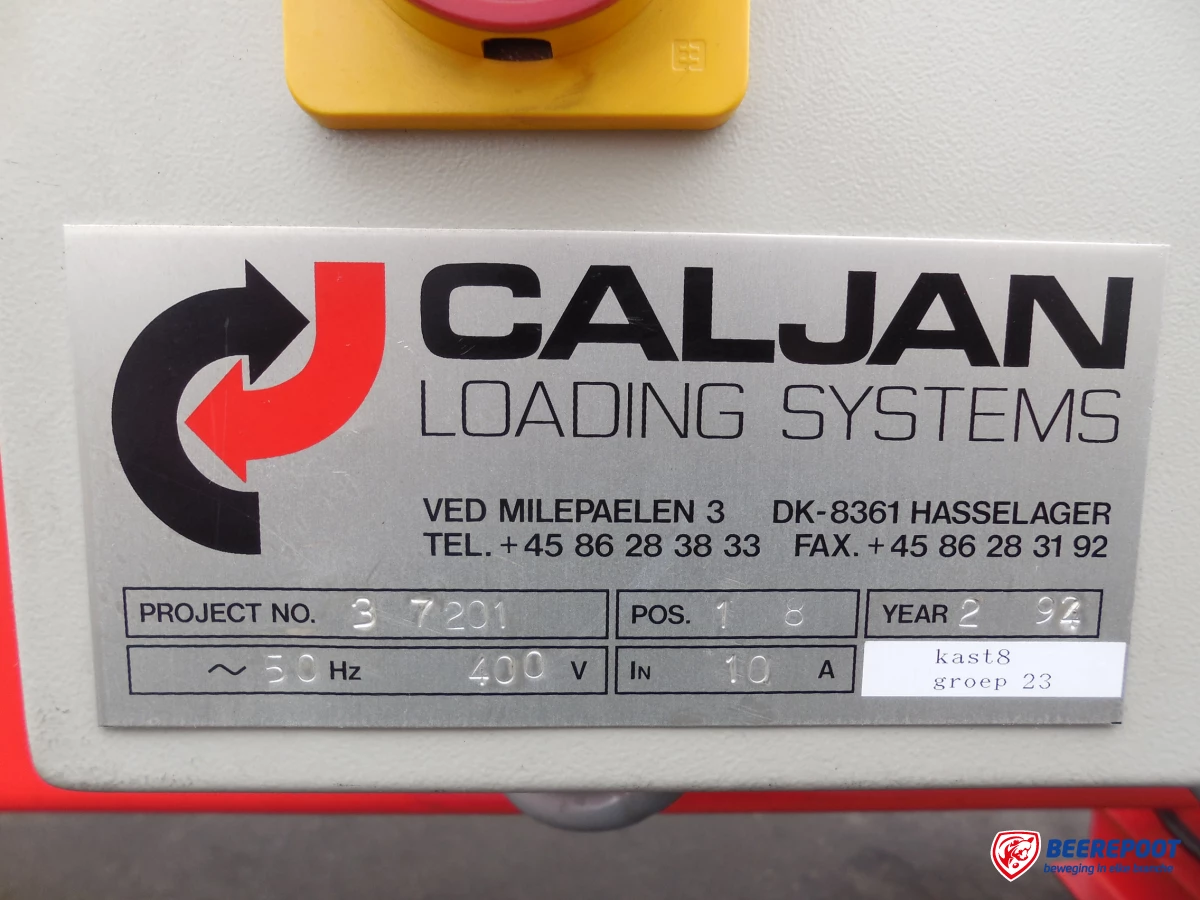 CALJAN
LOADING SYSTEMS
VED MILEPAELEN 3 DK-8361 HASSELAGER
TEL. +45 86 28 38 33 FAX. +45 86 28 31 92
PROJECT NO. 3 7201 POS. 1 8 YEAR 2
~ 50 Hz 400 V IN 10 A
kast8
groep 23
BEEREPOOT
beweging in elke branche